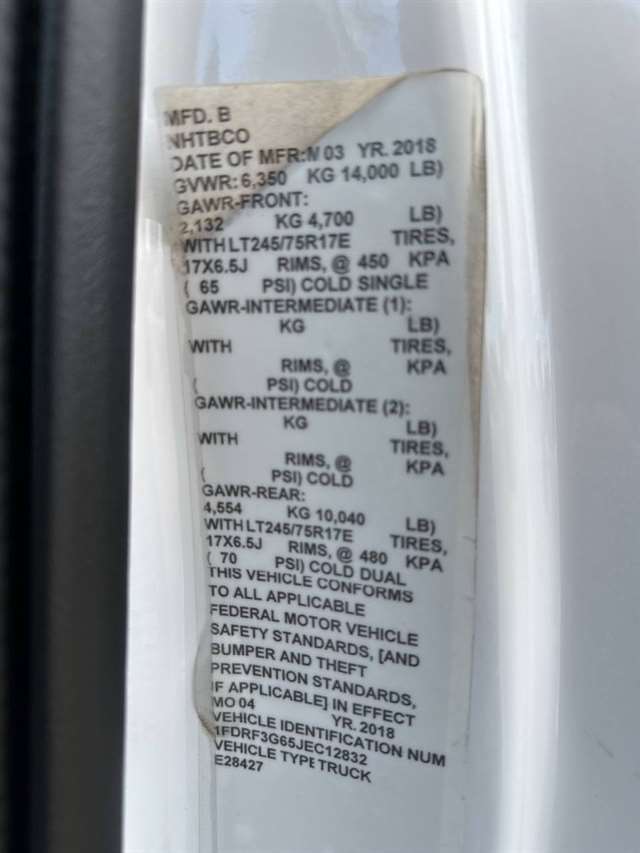 MFD. B
NHTBCO
DATE OF MFR:M 03 YR. 2018
GVWR: 6,350 KG 14,000 LB)
GAWR-FRONT:
2,132 KG 4,700 LB)
WITH LT245/75R17E TIRES,
17X6.5J RIMS, @ 450 KPA
( 65 PSI) COLD SINGLE
GAWR-INTERMEDIATE (1):
KG LB)
WITH TIRES,
RIMS, @ KPA
( PSI) COLD
GAWR-INTERMEDIATE (2):
KG LB)
WITH TIRES,
RIMS, @ KPA
( PSI) COLD
GAWR-REAR:
4,554 KG 10,040 LB)
WITH LT245/75R17E TIRES,
17X6.5J RIMS, @ 480 KPA
( 70 PSI) COLD DUAL
THIS VEHICLE CONFORMS
TO ALL APPLICABLE
FEDERAL MOTOR VEHICLE
SAFETY STANDARDS, [AND
BUMPER AND THEFT
PREVENTION STANDARDS,
IF APPLICABLE] IN EFFECT
MO 04 YR. 2018
VEHICLE IDENTIFICATION NUM
1FDRF3G65JEC12832
VEHICLE TYPE TRUCK
E28427